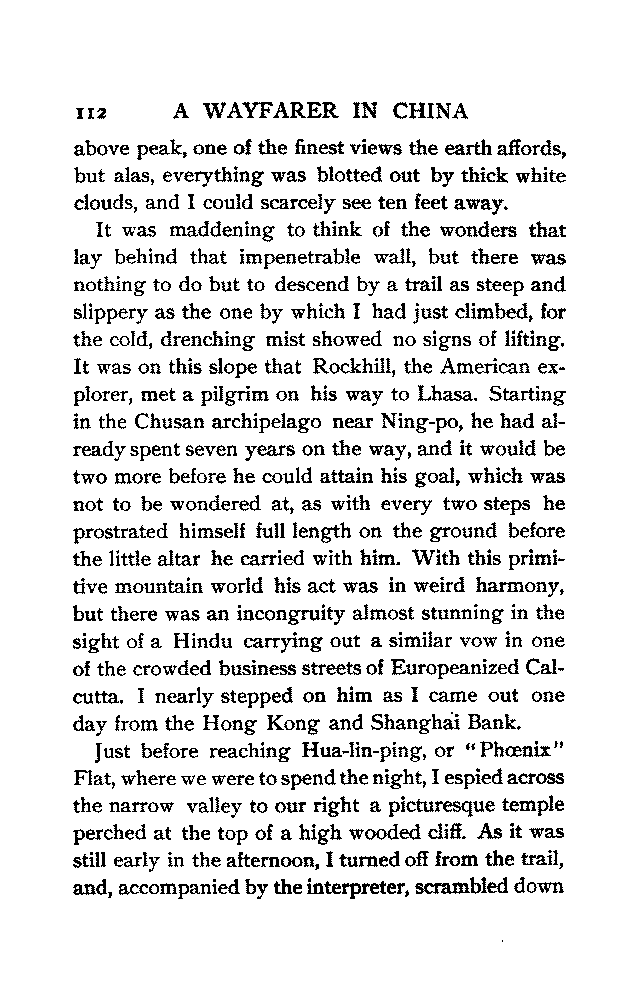 112 A WAYFARER IN CHINA
above peak, one of the finest views the earth affords,
but alas, everything was blotted out by thick white
clouds, and I could scarcely see ten feet away.
It was maddening to think of the wonders that
lay behind that impenetrable wall, but there was
nothing to do but to descend by a trail as steep and
slippery as the one by which I had just climbed, for
the cold, drenching mist showed no signs of lifting.
It was on this slope that Rockhill, the American ex-
plorer, met a pilgrim on his way to Lhasa. Starting
in the Chusan archipelago near Ning-po, he had al-
ready spent seven years on the way, and it would be
two more before he could attain his goal, which was
not to be wondered at, as with every two steps he
prostrated himself full length on the ground before
the little altar he carried with him. With this primi-
tive mountain world his act was in weird harmony,
but there was an incongruity almost stunning in the
sight of a Hindu carrying out a similar vow in one
of the crowded business streets of Europeanized Cal-
cutta. I nearly stepped on him as I came out one
day from the Hong Kong and Shanghai Bank.
Just before reaching Hua-lin-ping, or "Phœnix"
Flat, where we were to spend the night, I espied across
the narrow valley to our right a picturesque temple
perched at the top of a high wooded cliff. As it was
still early in the afternoon, I turned off from the trail,
and, accompanied by the interpreter, scrambled down